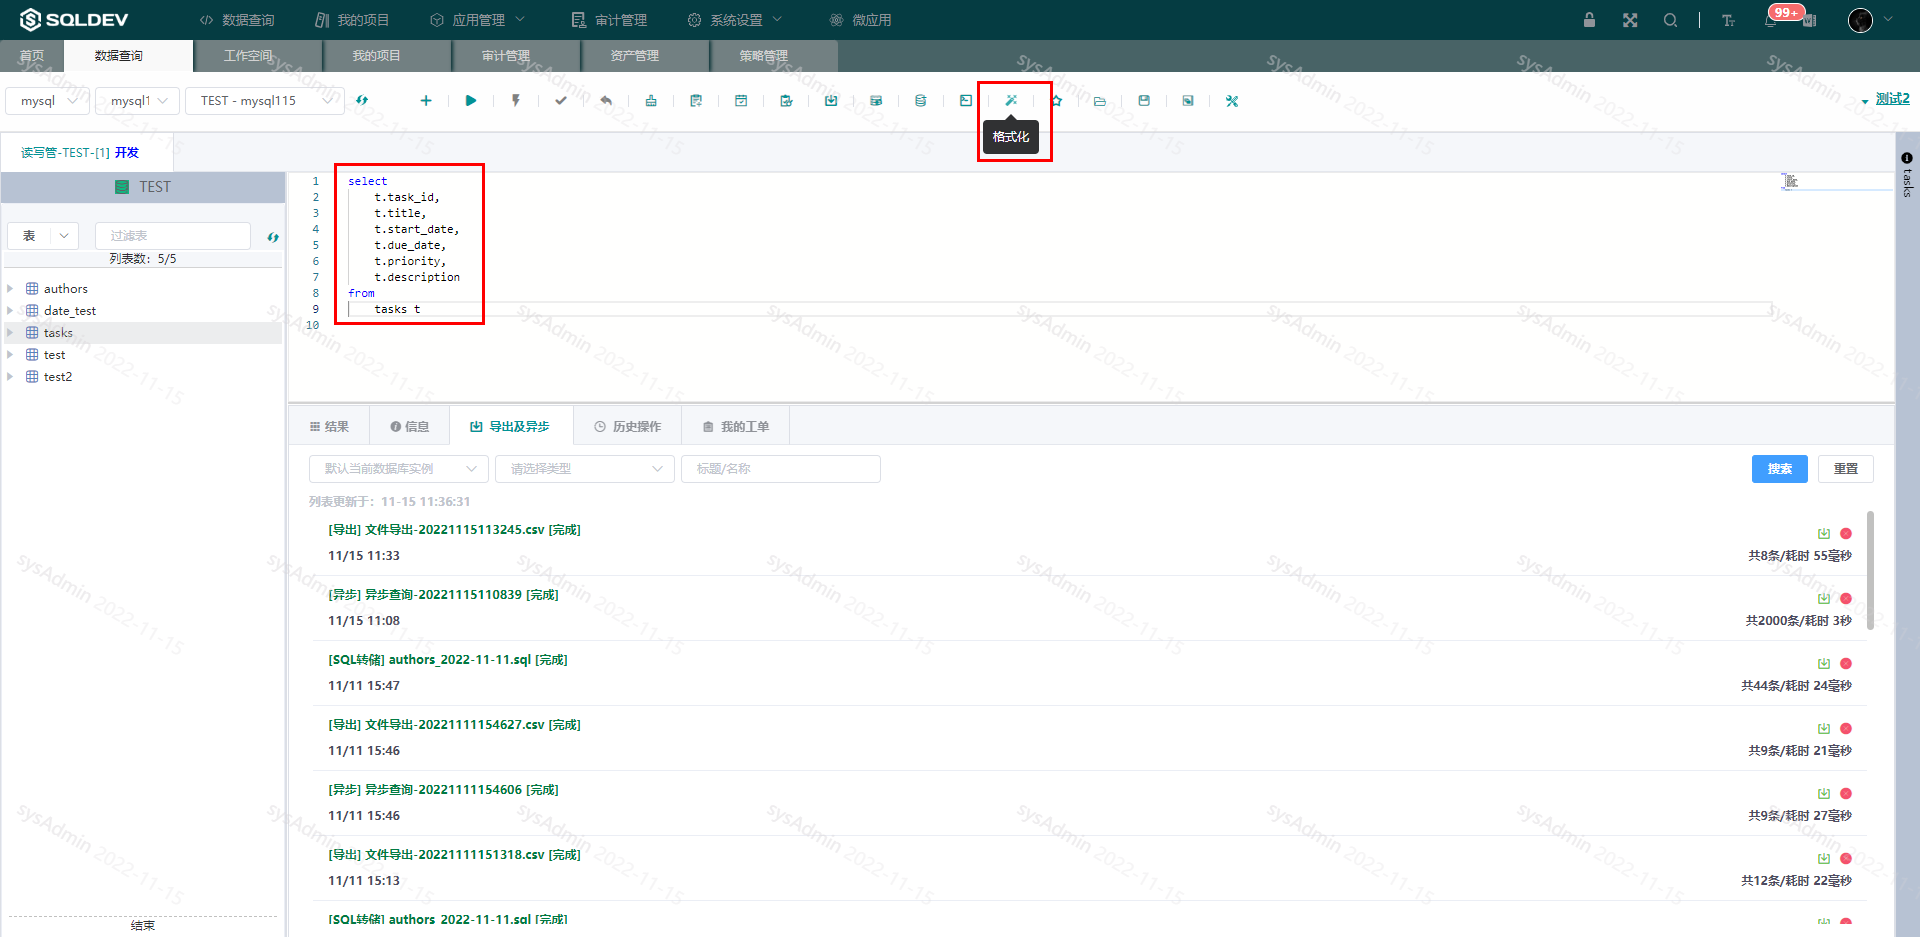 SQLDEV 数据查询 我的项目 应用管理 审计管理 系统设置 微应用 99+
首页 数据查询 工作空间 我的项目 审计管理 资产管理 策略管理
mysql mysql1 TEST - mysql115 测试2
格式化
读写管-TEST-[1] 开发
TEST
tasks
表 过滤表
列表数：5/5
authors
date_test
tasks
test
test2
结束
1 select
2 t.task_id,
3 t.title,
4 t.start_date,
5 t.due_date,
6 t.priority,
7 t.description
8 from
9 tasks t
10
结果 信息 导出及异步 历史操作 我的工单
默认当前数据库实例 请选择类型 标题/名称 搜索 重置
列表更新于：11-15 11:36:31
[导出] 文件导出-20221115113245.csv [完成]
11/15 11:33 共8条/耗时 55毫秒
[异步] 异步查询-20221115110839 [完成]
11/15 11:08 共2000条/耗时 3秒
[SQL转储] authors_2022-11-11.sql [完成]
11/11 15:47 共44条/耗时 24毫秒
[导出] 文件导出-20221111154627.csv [完成]
11/11 15:46 共9条/耗时 21毫秒
[异步] 异步查询-20221111154606 [完成]
11/11 15:46 共9条/耗时 27毫秒
[导出] 文件导出-20221111151318.csv [完成]
11/11 15:13 共12条/耗时 22毫秒
[SQL转储] authors_2022-11-11.sql [完成]
sysAdmin 2022-11-15